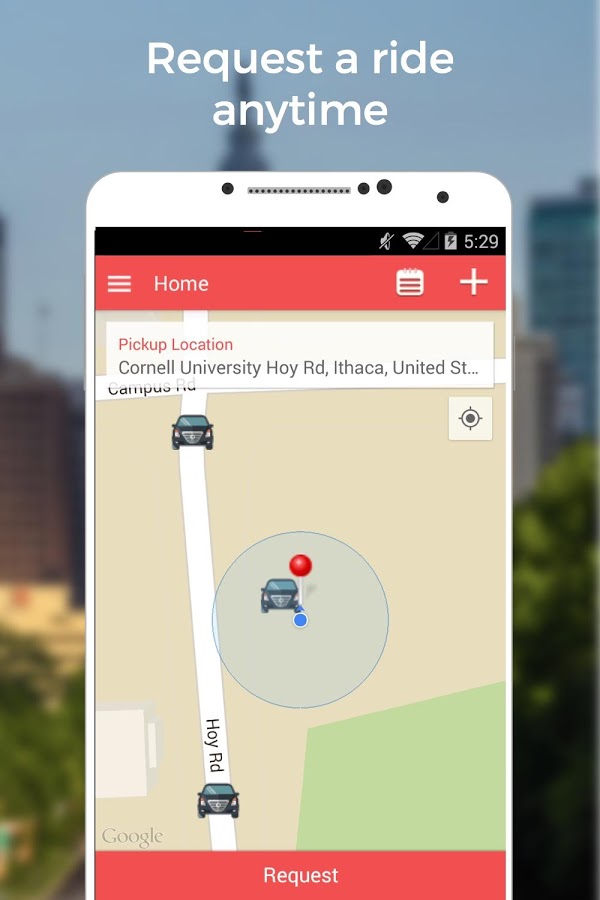 Request a ride
anytime
5:29
Home
Pickup Location
Cornell University Hoy Rd, Ithaca, United St...
Campus Rd
Hoy Rd
Google
Request